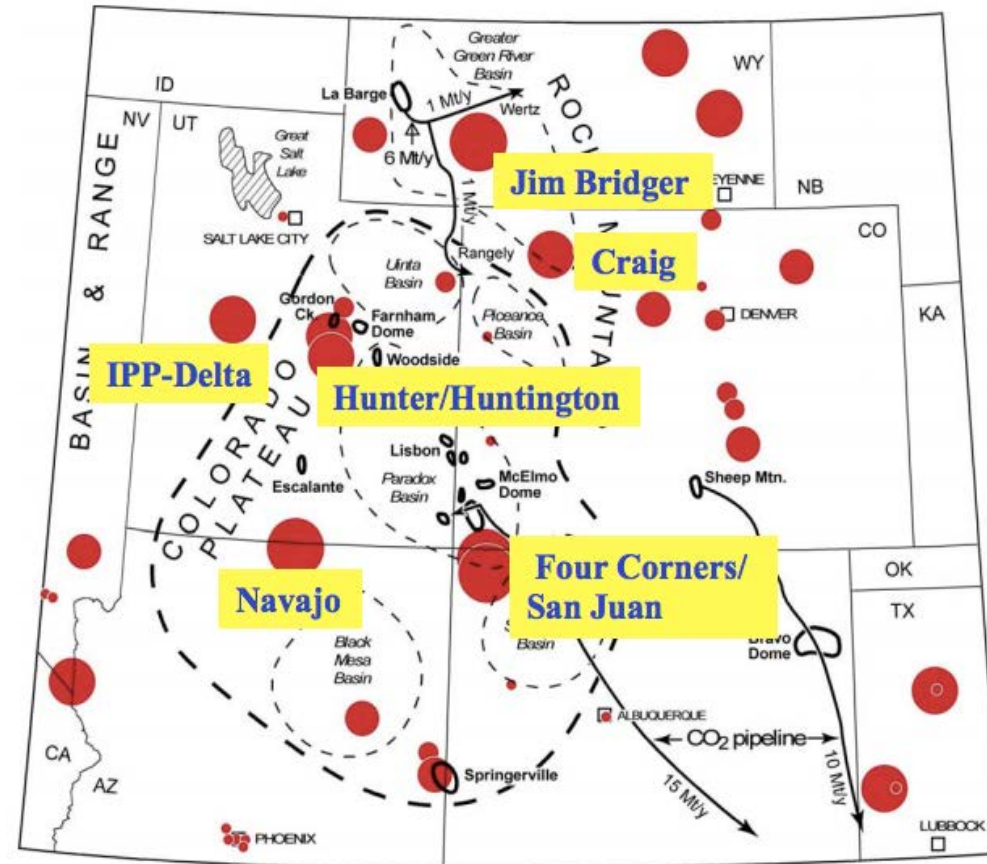 Greater
Green River
Basin
WY
ID
La Barge
1 Mt/y
Wertz
ROCK
NV
UT
Great
Salt
Lake
6 Mt/y
1 Mt/y
Jim Bridger
EYENNE
NB
SALT LAKE CITY
Rangely
MOUNTA
CO
Craig
BASIN & RANGE
Uinta
Basin
Gordon
Ck.
Farnham
Dome
Piceance
Basin
DENVER
KA
Woodside
IPP-Delta
Hunter/Huntington
COLORADO
PLATEAU
Lisbon
Paradox
Basin
McElmo
Dome
Sheep Mtn.
Escalante
Four Corners/
San Juan
OK
Navajo
TX
Black
Mesa
Basin
Basin
Bravo
Dome
ALBUQUERQUE
CO2 pipeline
CA
AZ
Springerville
15 Mt/y
10 Mt/y
PHOENIX
LUBBOCK